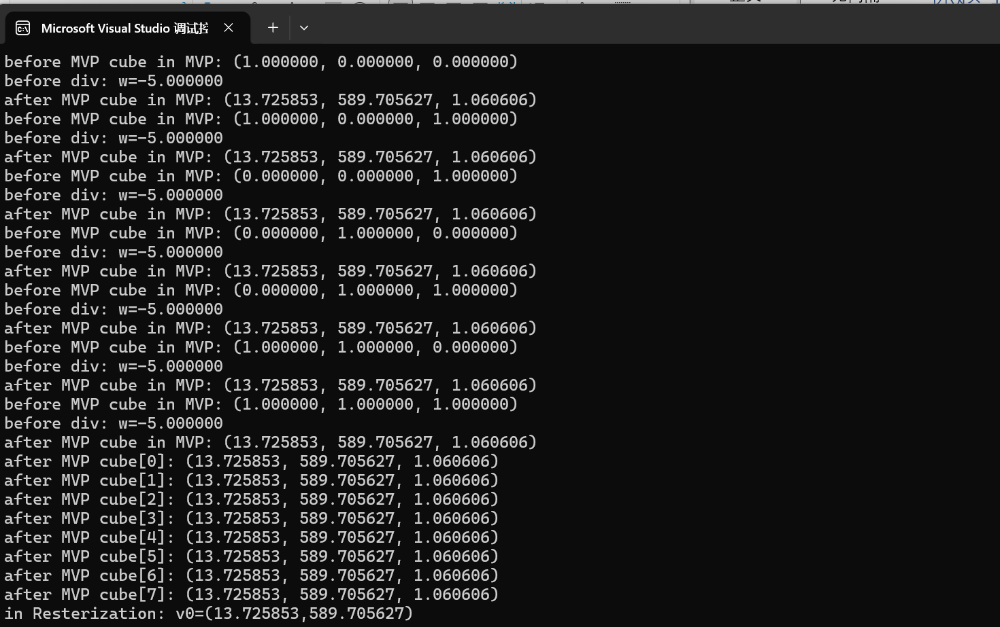 Microsoft Visual Studio 调试控
before MVP cube in MVP: (1.000000, 0.000000, 0.000000)
before div: w=-5.000000
after MVP cube in MVP: (13.725853, 589.705627, 1.060606)
before MVP cube in MVP: (1.000000, 0.000000, 1.000000)
before div: w=-5.000000
after MVP cube in MVP: (13.725853, 589.705627, 1.060606)
before MVP cube in MVP: (0.000000, 0.000000, 1.000000)
before div: w=-5.000000
after MVP cube in MVP: (13.725853, 589.705627, 1.060606)
before MVP cube in MVP: (0.000000, 1.000000, 0.000000)
before div: w=-5.000000
after MVP cube in MVP: (13.725853, 589.705627, 1.060606)
before MVP cube in MVP: (0.000000, 1.000000, 1.000000)
before div: w=-5.000000
after MVP cube in MVP: (13.725853, 589.705627, 1.060606)
before MVP cube in MVP: (1.000000, 1.000000, 0.000000)
before div: w=-5.000000
after MVP cube in MVP: (13.725853, 589.705627, 1.060606)
before MVP cube in MVP: (1.000000, 1.000000, 1.000000)
before div: w=-5.000000
after MVP cube in MVP: (13.725853, 589.705627, 1.060606)
after MVP cube[0]: (13.725853, 589.705627, 1.060606)
after MVP cube[1]: (13.725853, 589.705627, 1.060606)
after MVP cube[2]: (13.725853, 589.705627, 1.060606)
after MVP cube[3]: (13.725853, 589.705627, 1.060606)
after MVP cube[4]: (13.725853, 589.705627, 1.060606)
after MVP cube[5]: (13.725853, 589.705627, 1.060606)
after MVP cube[6]: (13.725853, 589.705627, 1.060606)
after MVP cube[7]: (13.725853, 589.705627, 1.060606)
in Resterization: v0=(13.725853,589.705627)